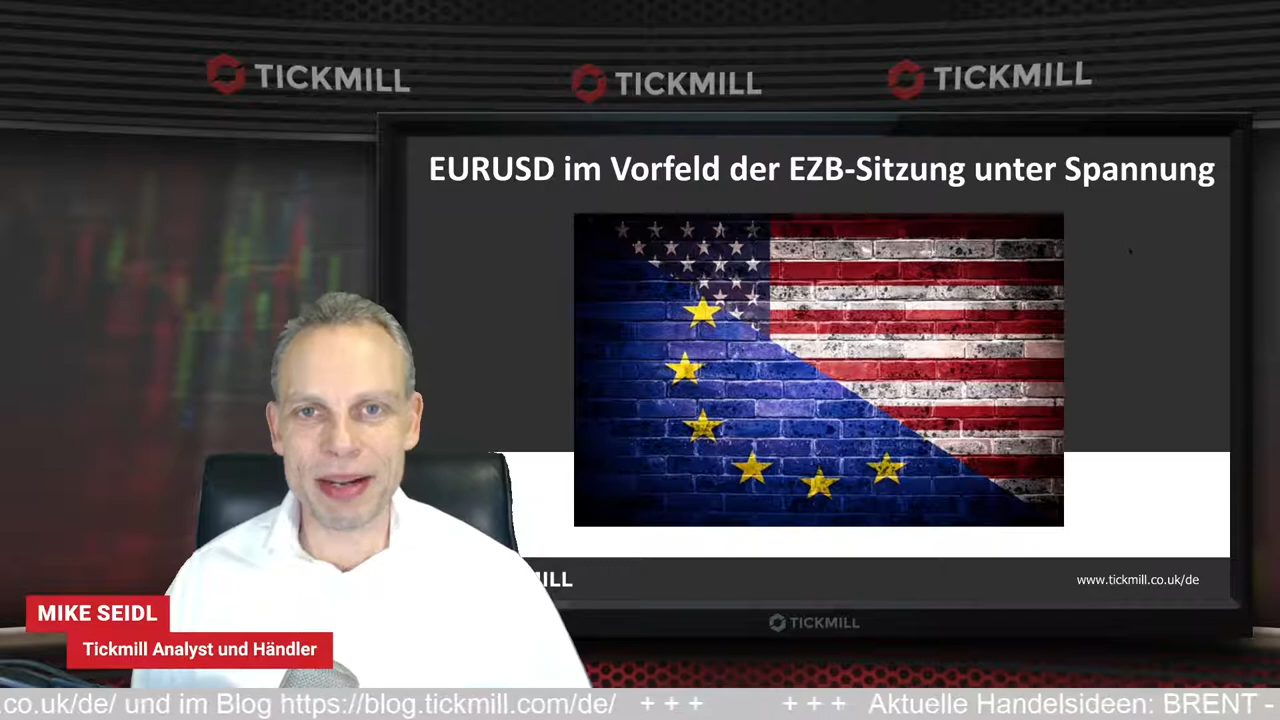 TICKMILL
TICKMILL
TICKMILL
EURUSD im Vorfeld der EZB-Sitzung unter Spannung
www.tickmill.co.uk/de
TICKMILL
MIKE SEIDL
Tickmill Analyst und Händler
.co.uk/de/ und im Blog https://blog.tickmill.com/de/ + + + + + + Aktuelle Handelsideen: BRENT -